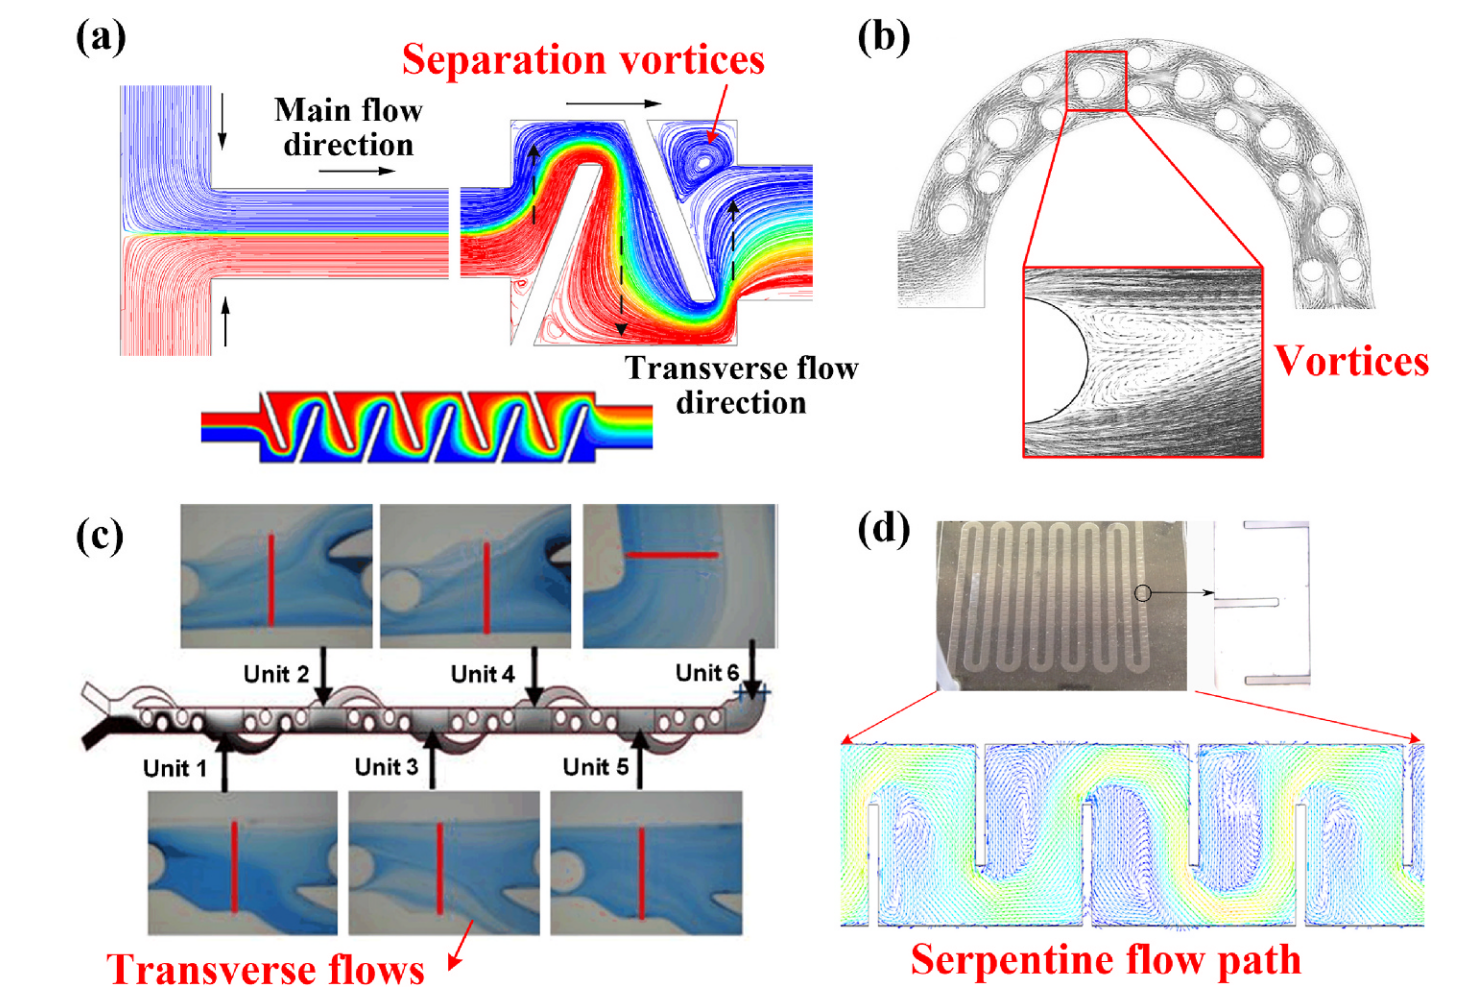 (a)
Separation vortices
Main flow
direction
Transverse flow
direction
(b)
Vortices
(c)
Unit 2
Unit 4
Unit 6
Unit 1
Unit 3
Unit 5
Transverse flows
(d)
Serpentine flow path